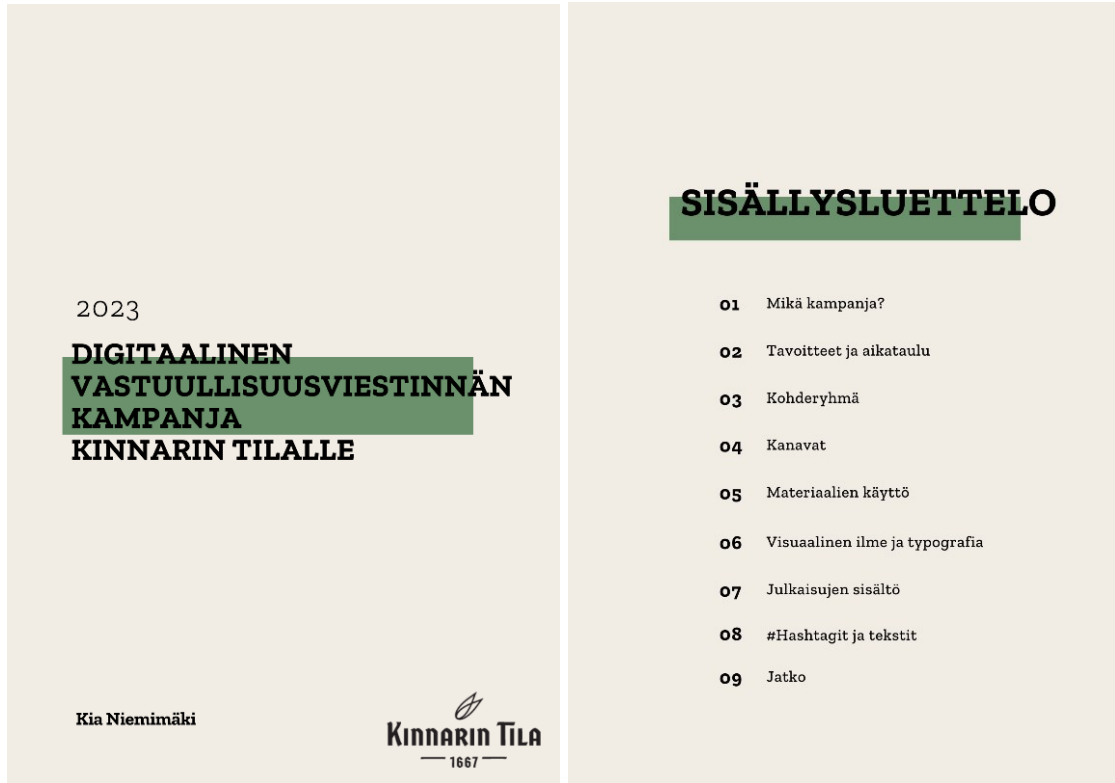 2023
DIGITAALINEN
VASTUULLISUUSVIESTINNÄN
KAMPANJA
KINNARIN TILALLE
Kia Niemimäki
KINNARIN TILA
1667
SISÄLLYSLUETTELO
01 Mikä kampanja?
02 Tavoitteet ja aikataulu
03 Kohderyhmä
04 Kanavat
05 Materiaalien käyttö
06 Visuaalinen ilme ja typografia
07 Julkaisujen sisältö
08 #Hashtagit ja tekstit
09 Jatko